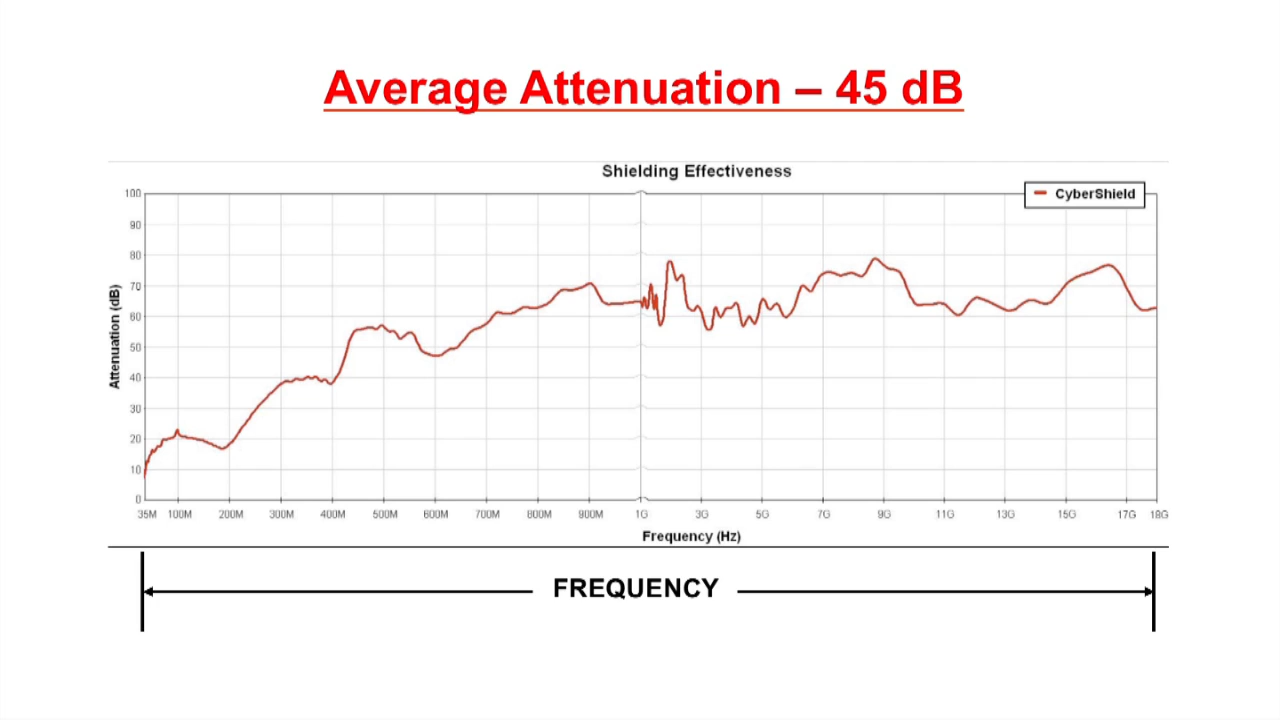 Average Attenuation – 45 dB
Shielding Effectiveness
CyberShield
100
90
80
70
60
50
40
30
20
10
0
Attenuation (dB)
35M 100M 200M 300M 400M 500M 600M 700M 800M 900M 1G 3G 5G 7G 9G 11G 13G 15G 17G 18G
Frequency (Hz)
FREQUENCY